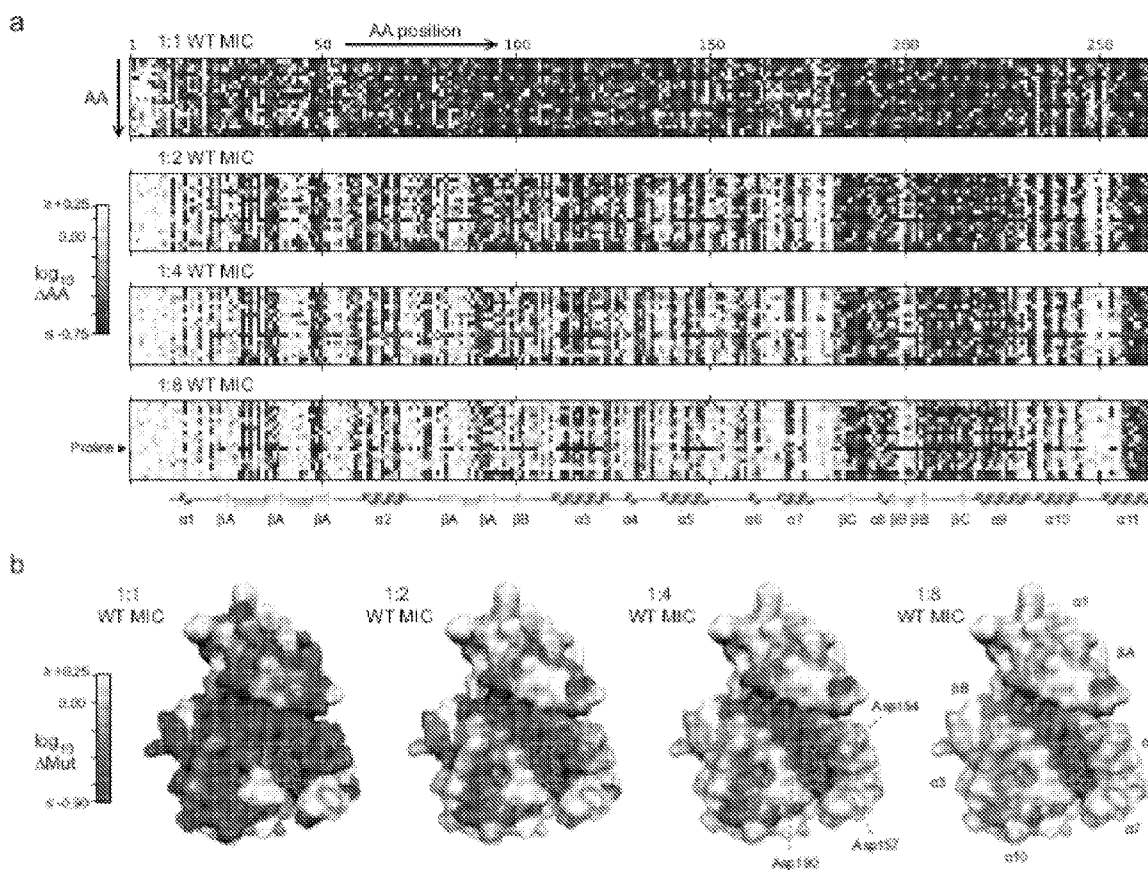 a
AA position
1 50 100 150 200 250
1:1 WT MIC
AA
1:2 WT MIC
≥ +0.25
0.00
log10
ΔAA
≤ -0.75
1:4 WT MIC
1:8 WT MIC
Proline
α1 βA βA βA α2 βA βA βB α3 α4 α5 α6 α7 βC α8 βB βB βC α9 α10 α11
b
1:1
WT MIC
1:2
WT MIC
1:4
WT MIC
1:8
WT MIC
α1
βA
≥ +0.25
0.00
βB
log10
ΔMut
≤ -0.90
α3
α7
α10
Asp190
Asp157